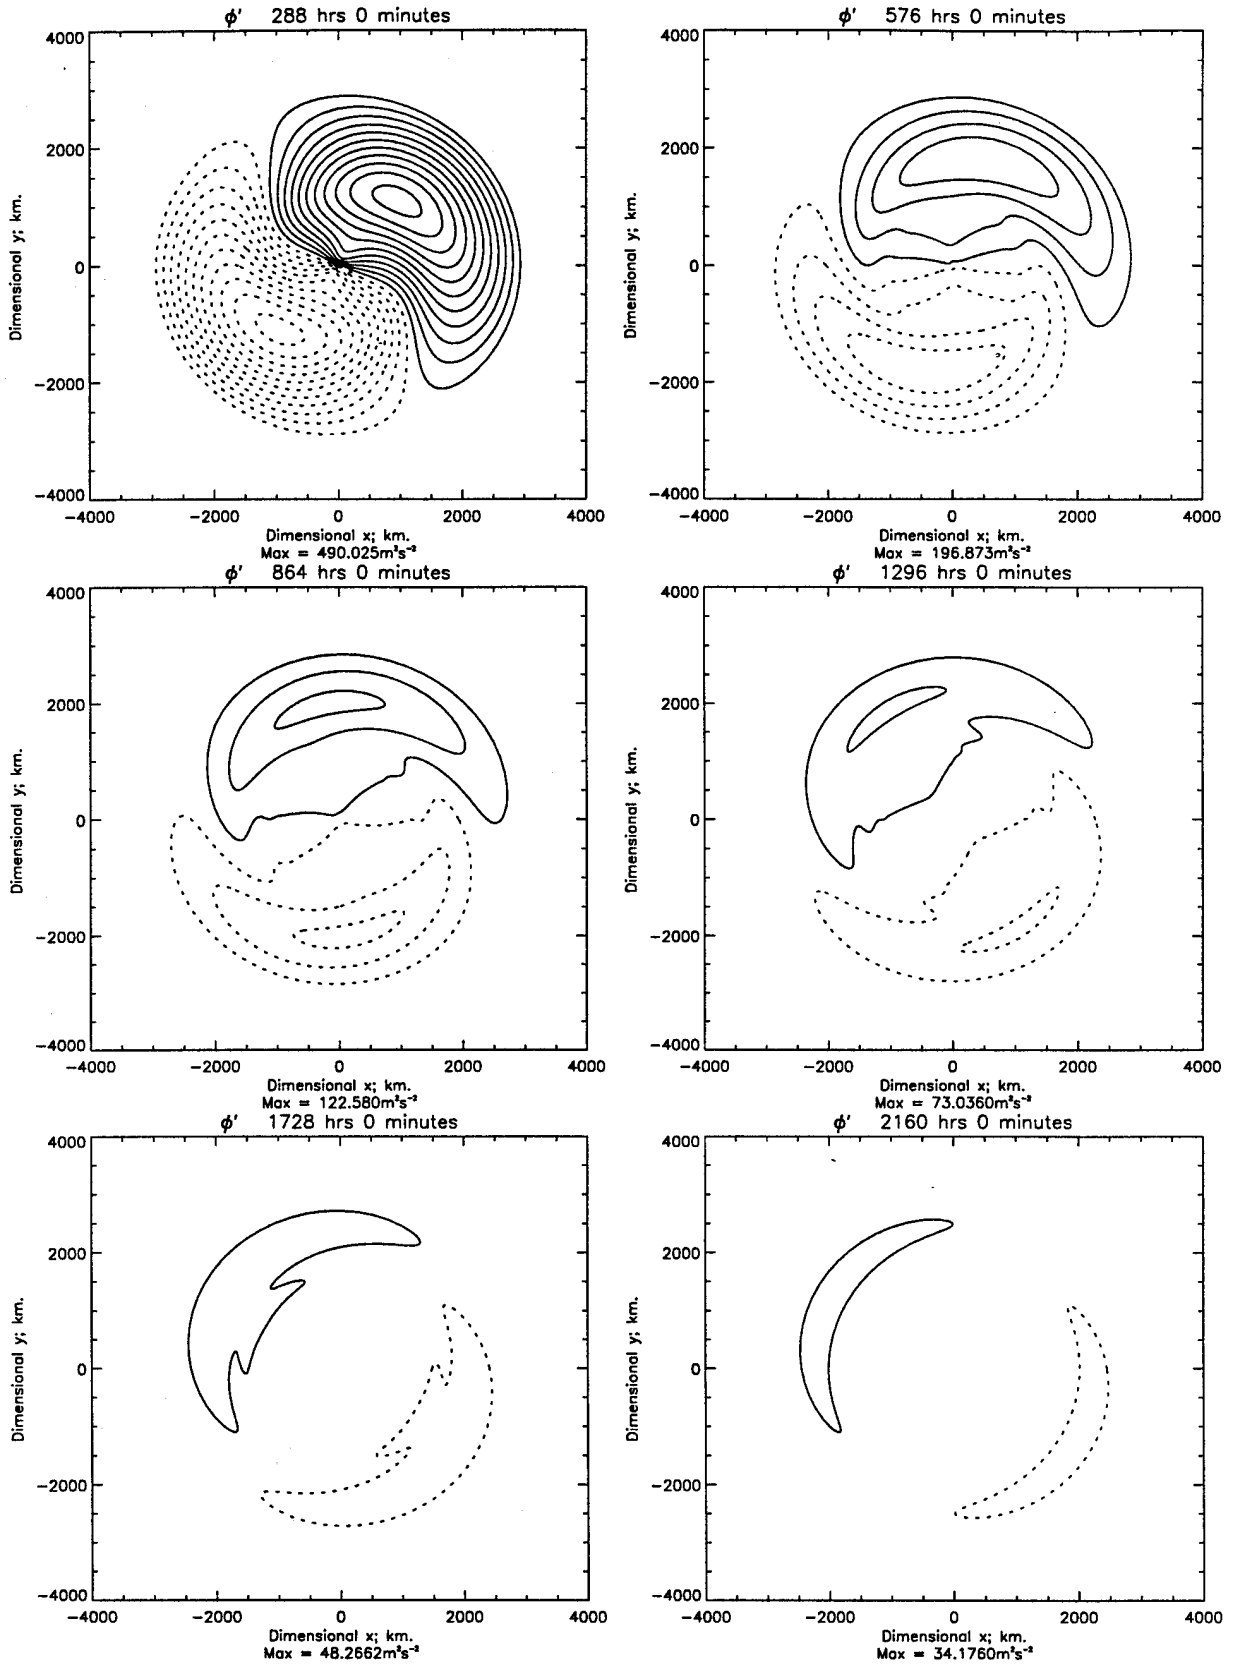 ϕ' 288 hrs 0 minutes
4000
2000
0
−2000
−4000
Dimensional y; km.
−4000 −2000 0 2000 4000
Dimensional x; km.
Max = 490.025m²s⁻²
ϕ' 576 hrs 0 minutes
4000
2000
0
−2000
−4000
Dimensional y; km.
−4000 −2000 0 2000 4000
Dimensional x; km.
Max = 196.873m²s⁻²
ϕ' 864 hrs 0 minutes
4000
2000
0
−2000
−4000
Dimensional y; km.
−4000 −2000 0 2000 4000
Dimensional x; km.
Max = 122.580m²s⁻²
ϕ' 1296 hrs 0 minutes
4000
2000
0
−2000
−4000
Dimensional y; km.
−4000 −2000 0 2000 4000
Dimensional x; km.
Max = 73.0360m²s⁻²
ϕ' 1728 hrs 0 minutes
4000
2000
0
−2000
−4000
Dimensional y; km.
−4000 −2000 0 2000 4000
Dimensional x; km.
Max = 48.2662m²s⁻²
ϕ' 2160 hrs 0 minutes
4000
2000
0
−2000
−4000
Dimensional y; km.
−4000 −2000 0 2000 4000
Dimensional x; km.
Max = 34.1760m²s⁻²